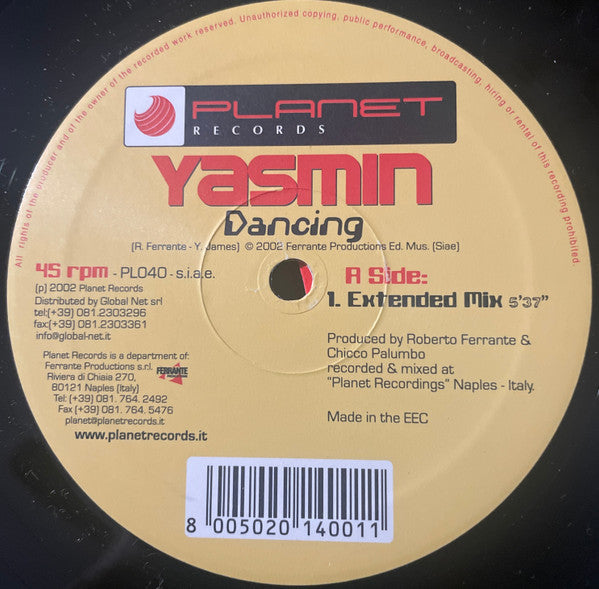 All rights of the producer and of the owner of the recorded work reserved. Unauthorized copying, public performance, broadcasting, hiring or rental of this recording prohibited.
PLANET
RECORDS
Yasmin
Dancing
(R. Ferrante - Y. James) © 2002 Ferrante Productions Ed. Mus. (Siae)
45 rpm - PL040 - s.i.a.e.
(p) 2002 Planet Records
Distributed by Global Net srl
tel:(+39) 081.2303296
fax:(+39) 081.2303361
info@global-net.it
Planet Records is a department of:
Ferrante Productions s.r.l.
Riviera di Chiaia 270,
80121 Naples (Italy)
Tel: (+39) 081. 764. 2492
Fax (+39) 081. 764. 5476
planet@planetrecords.it
www.planetrecords.it
FERRANTE
A Side:
1. Extended Mix 5'37"
Produced by Roberto Ferrante &
Chicco Palumbo
recorded & mixed at
"Planet Recordings" Naples - Italy.
Made in the EEC
8 005020 140011